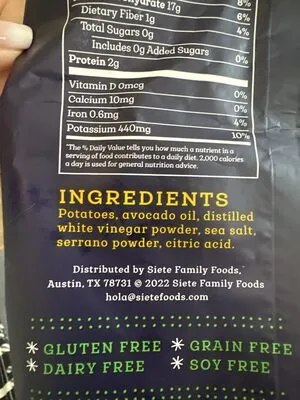 hydrate 17g
8%
Dietary Fiber 1g
6%
Total Sugars 0g
4%
Includes 0g Added Sugars
0%
Protein 2g
Vitamin D 0mcg
0%
Calcium 10mg
0%
Iron 0.6mg
4%
Potassium 440mg
10%
*The % Daily Value tells you how much a nutrient in a
serving of food contributes to a daily diet. 2,000 calories
a day is used for general nutrition advice.
INGREDIENTS
Potatoes, avocado oil, distilled
white vinegar powder, sea salt,
serrano powder, citric acid.
Distributed by Siete Family Foods,
Austin, TX 78731 @ 2022 Siete Family Foods
hola@sietefoods.com
* GLUTEN FREE * GRAIN FREE
* DAIRY FREE * SOY FREE